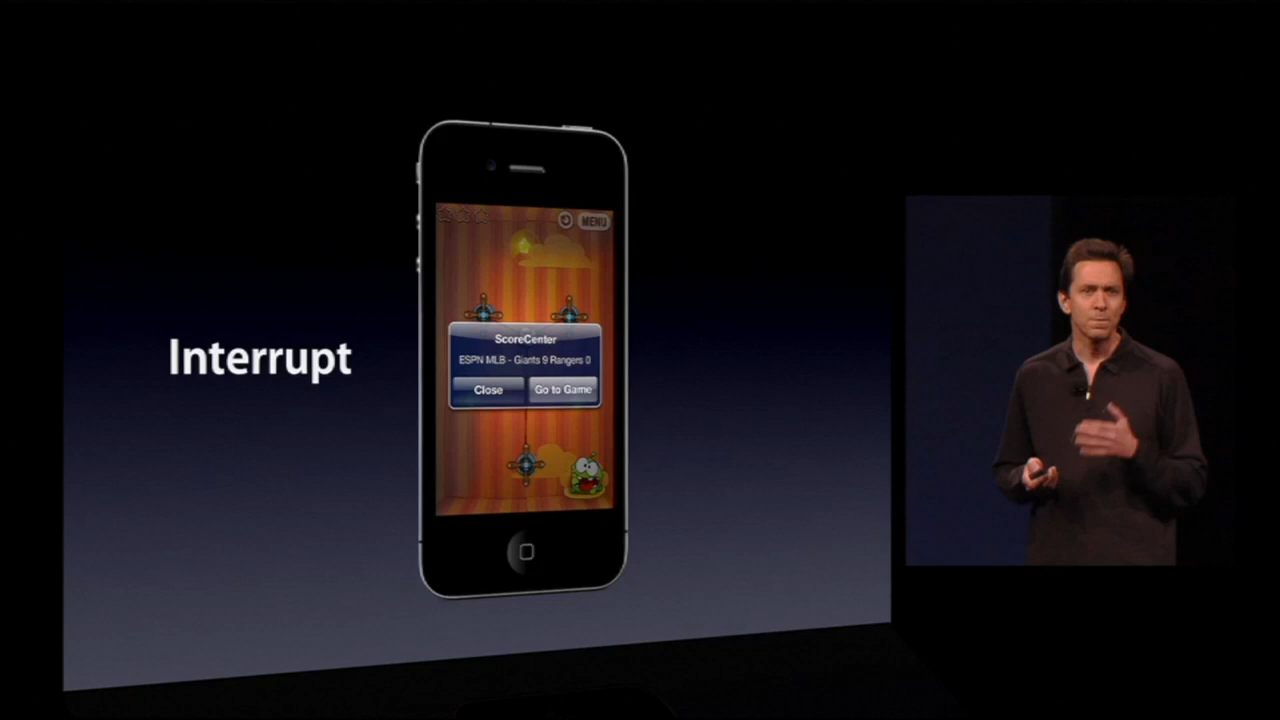 Interrupt
MENU
ScoreCenter
ESPN MLB - Giants 9 Rangers 0
Close
Go to Game